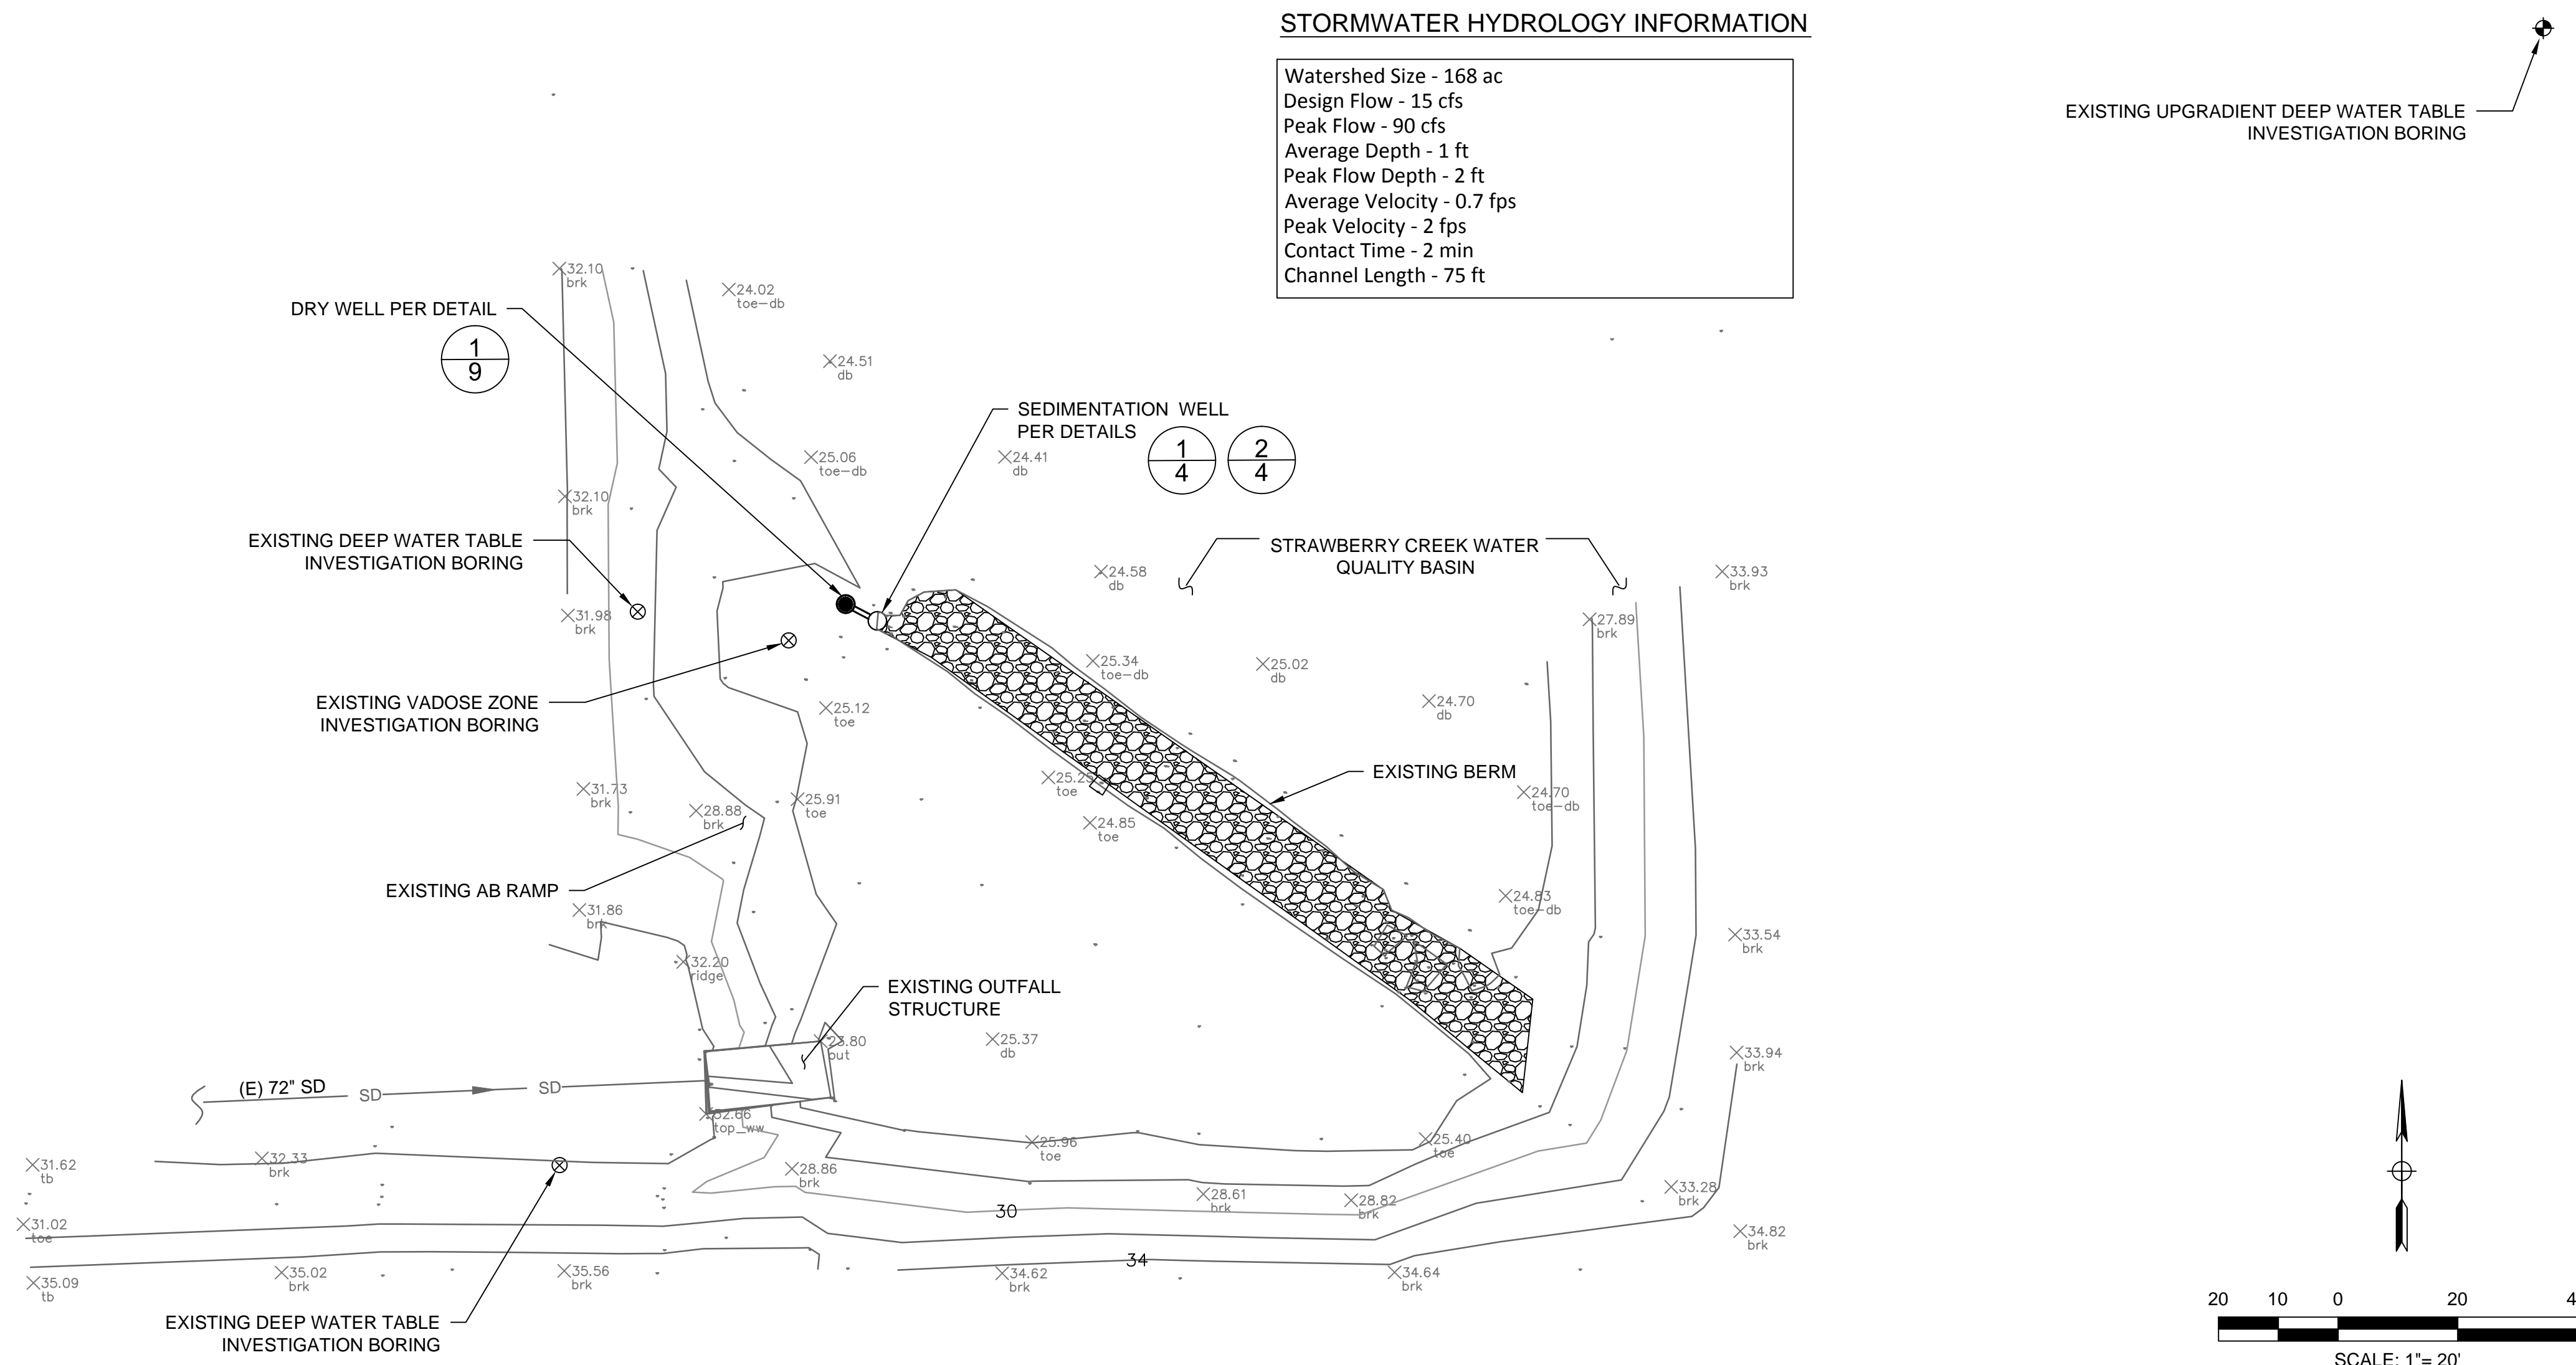 STORMWATER HYDROLOGY INFORMATION
Watershed Size - 168 ac
Design Flow - 15 cfs
Peak Flow - 90 cfs
Average Depth - 1 ft
Peak Flow Depth - 2 ft
Average Velocity - 0.7 fps
Peak Velocity - 2 fps
Contact Time - 2 min
Channel Length - 75 ft
EXISTING UPGRADIENT DEEP WATER TABLE
INVESTIGATION BORING
32.10
brk
24.02
toe-db
DRY WELL PER DETAIL
1
9
24.51
db
SEDIMENTATION WELL
PER DETAILS
1
4
2
4
25.06
toe-db
24.41
db
32.10
brk
EXISTING DEEP WATER TABLE
INVESTIGATION BORING
STRAWBERRY CREEK WATER
QUALITY BASIN
24.58
db
33.93
brk
31.98
brk
27.89
brk
25.34
toe-db
25.02
db
EXISTING VADOSE ZONE
INVESTIGATION BORING
25.12
toe
24.70
db
EXISTING BERM
25.25
toe
31.73
brk
28.88
brk
25.91
toe
24.70
toe-db
24.85
toe
EXISTING AB RAMP
31.86
brk
24.83
toe-db
33.54
brk
32.20
ridge
EXISTING OUTFALL
STRUCTURE
23.80
out
25.37
db
33.94
brk
(E) 72" SD
SD
SD
32.66
top_ww
25.96
toe
25.40
toe
31.62
tb
32.33
brk
28.86
brk
28.61
brk
28.82
brk
33.28
brk
30
31.02
toe
34.82
brk
34
35.09
tb
35.02
brk
35.56
brk
34.62
brk
34.64
brk
EXISTING DEEP WATER TABLE
INVESTIGATION BORING
20 10 0 20
SCALE: 1"= 20'